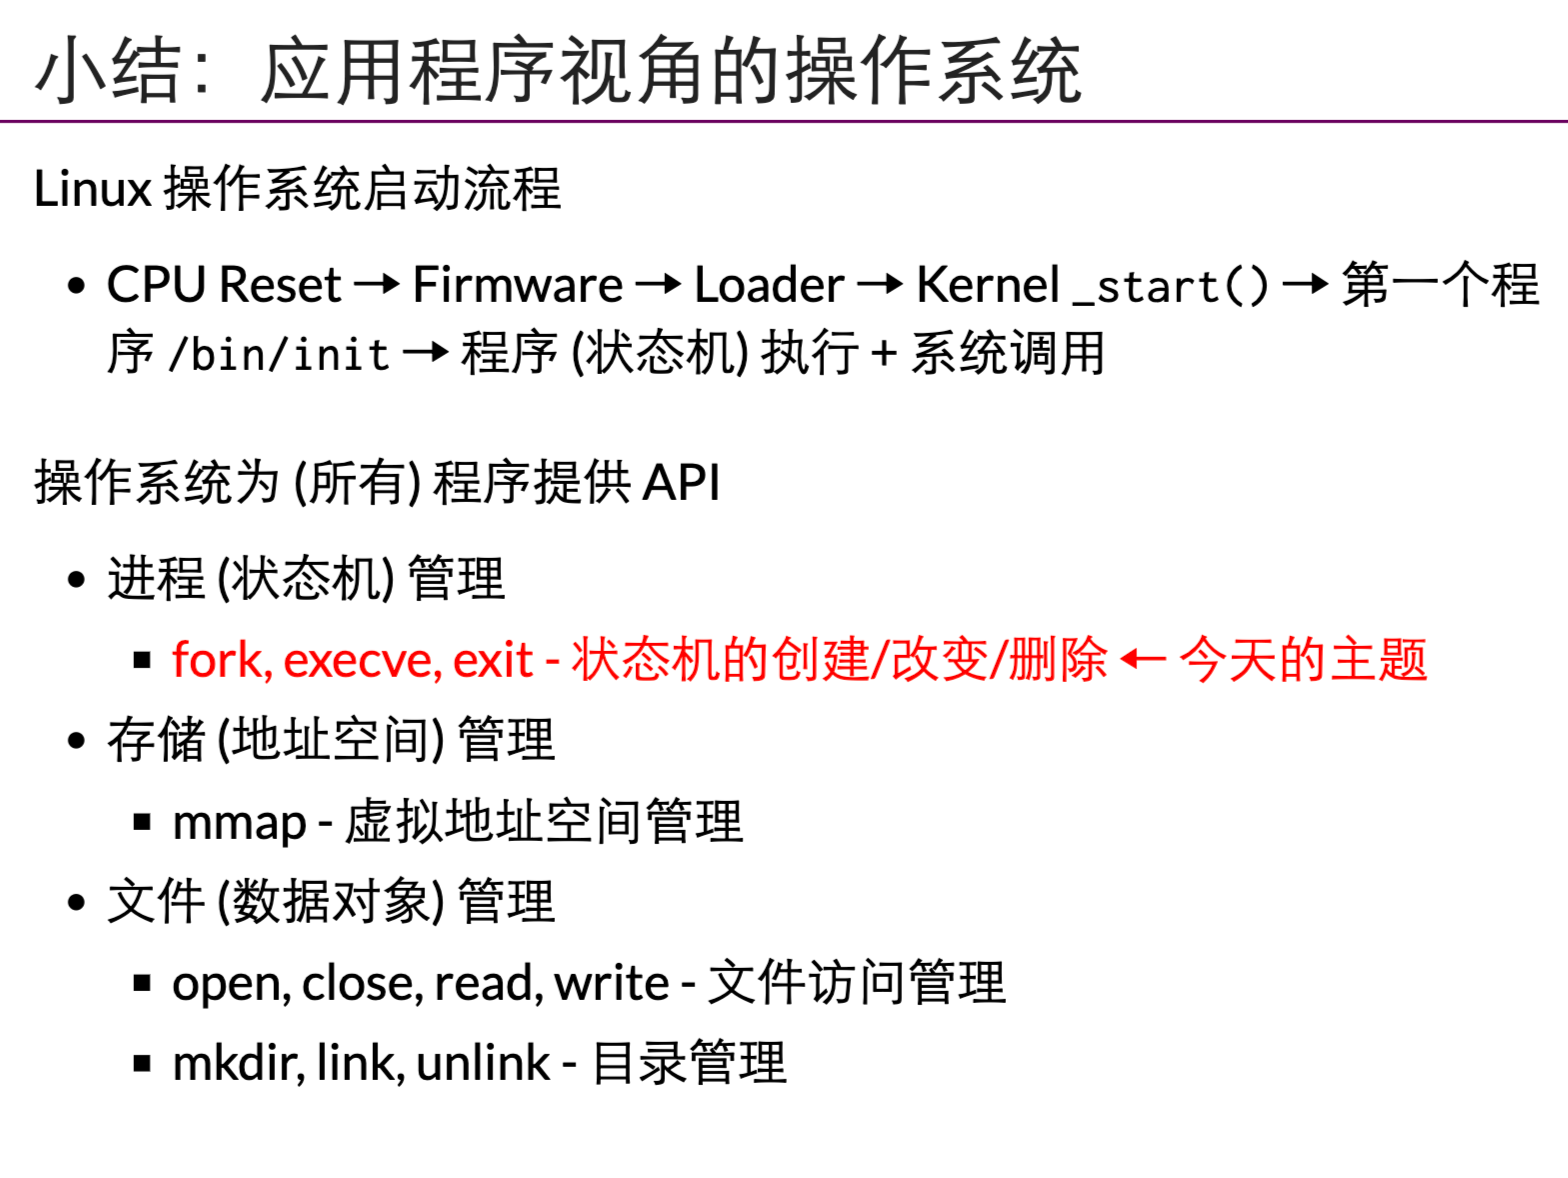 小结：应用程序视角的操作系统
Linux 操作系统启动流程
• CPU Reset → Firmware → Loader → Kernel _start() → 第一个程
序 /bin/init → 程序 (状态机) 执行 + 系统调用
操作系统为 (所有) 程序提供 API
• 进程 (状态机) 管理
▪ fork, execve, exit - 状态机的创建/改变/删除 ← 今天的主题
• 存储 (地址空间) 管理
▪ mmap - 虚拟地址空间管理
• 文件 (数据对象) 管理
▪ open, close, read, write - 文件访问管理
▪ mkdir, link, unlink - 目录管理